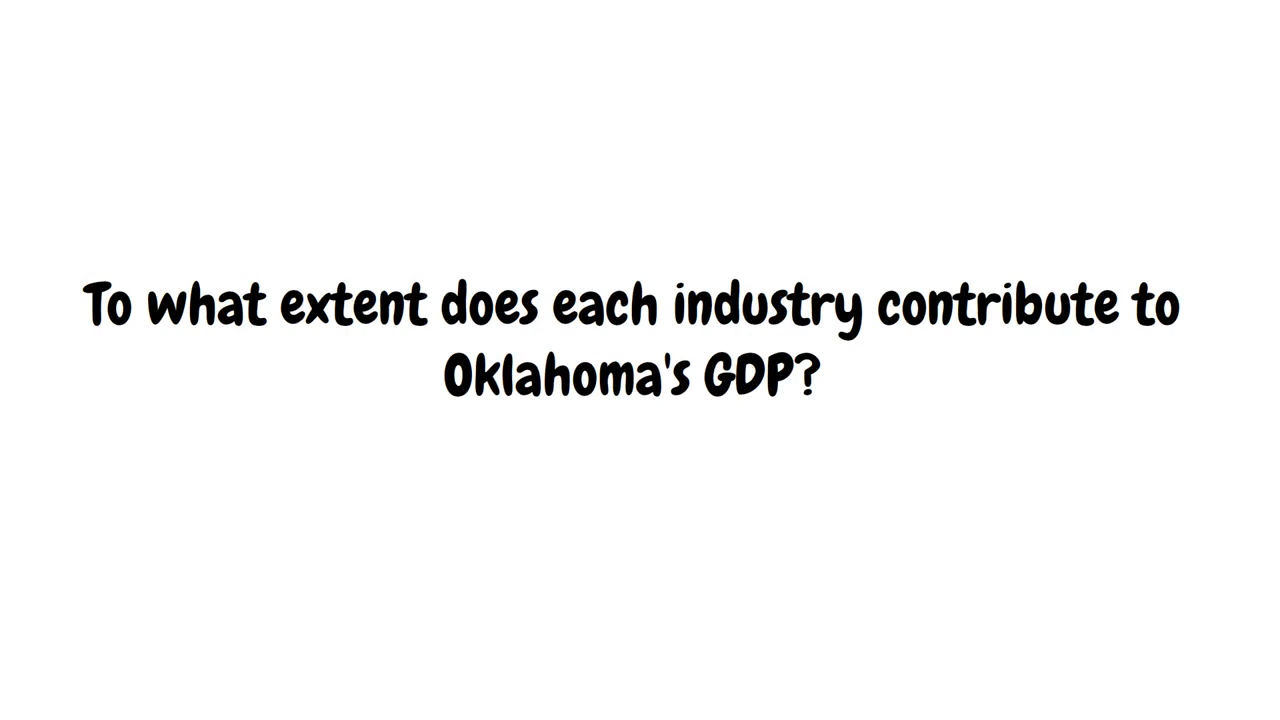 To what extent does each industry contribute to
Oklahoma's GDP?